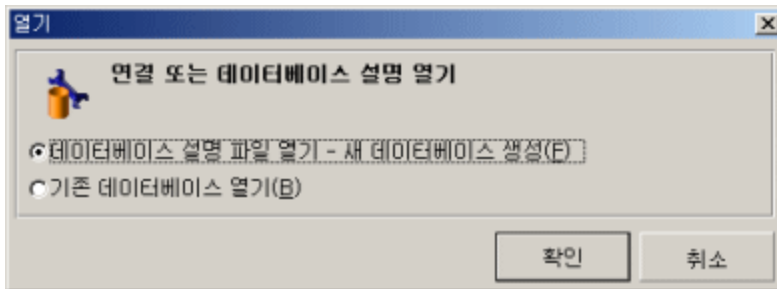 열기
연결 또는 데이터베이스 설명 열기
데이터베이스 설명 파일 열기 - 새 데이터베이스 생성(F)
기존 데이터베이스 열기(B)
확인 취소